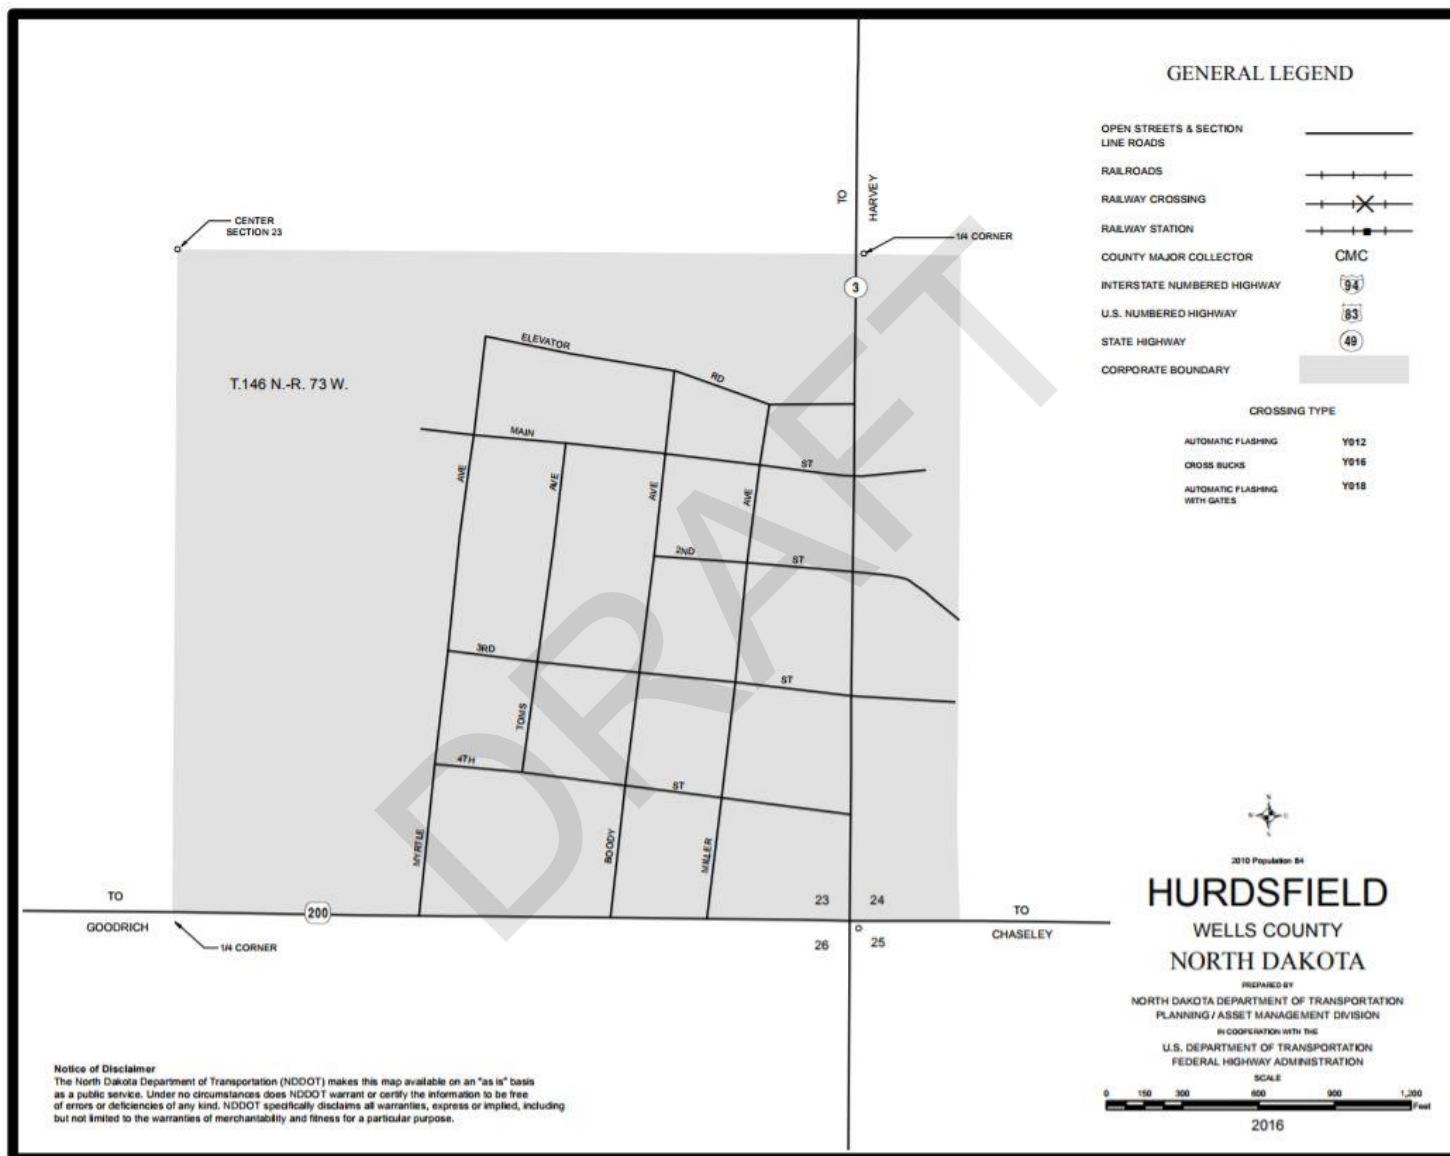 GENERAL LEGEND
OPEN STREETS & SECTION
LINE ROADS
RAILROADS
RAILWAY CROSSING
RAILWAY STATION
COUNTY MAJOR COLLECTOR CMC
INTERSTATE NUMBERED HIGHWAY 94
U.S. NUMBERED HIGHWAY 83
STATE HIGHWAY 49
CORPORATE BOUNDARY
CROSSING TYPE
AUTOMATIC FLASHING Y012
CROSS BUCKS Y016
AUTOMATIC FLASHING Y018
WITH GATES
TO
HARVEY
CENTER
SECTION 23
1/4 CORNER
3
T.146 N.-R. 73 W.
ELEVATOR RD
MAIN ST
AVE
AVE
AVE
AVE
2ND ST
3RD ST
TOMS
4TH ST
MYRTLE
BOODY
MILLER
TO
GOODRICH
200
1/4 CORNER
23 24
26 25
TO
CHASELEY
DRAFT
N
W E
S
2010 Population 84
HURDSFIELD
WELLS COUNTY
NORTH DAKOTA
PREPARED BY
NORTH DAKOTA DEPARTMENT OF TRANSPORTATION
PLANNING / ASSET MANAGEMENT DIVISION
IN COOPERATION WITH THE
U.S. DEPARTMENT OF TRANSPORTATION
FEDERAL HIGHWAY ADMINISTRATION
SCALE
0 150 300 600 900 1,200
Feet
2016
Notice of Disclaimer
The North Dakota Department of Transportation (NDDOT) makes this map available on an "as is" basis
as a public service. Under no circumstances does NDDOT warrant or certify the information to be free
of errors or deficiencies of any kind. NDDOT specifically disclaims all warranties, express or implied, including
but not limited to the warranties of merchantability and fitness for a particular purpose.